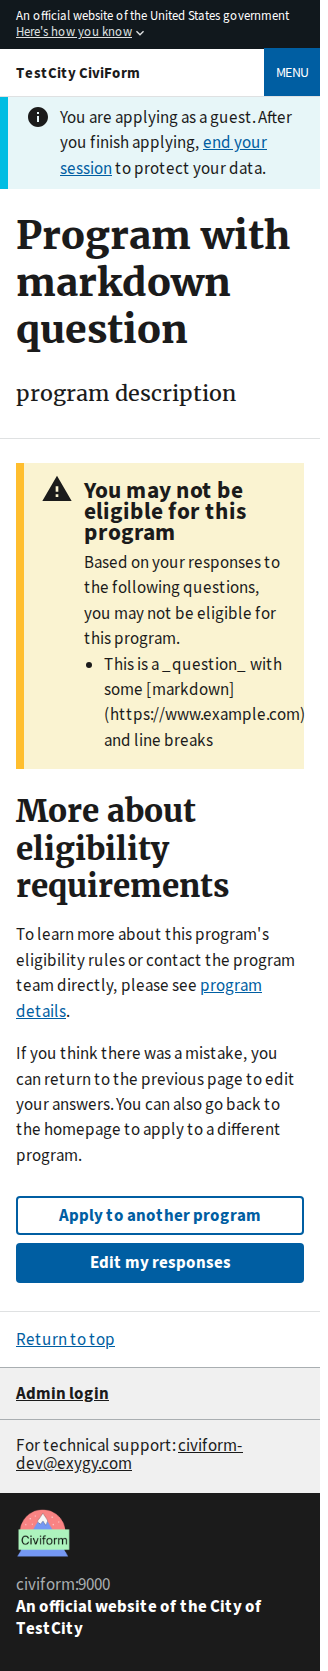 An official website of the United States government
Here's how you know
TestCity CiviForm
MENU
You are applying as a guest. After
you finish applying, end your
session to protect your data.
Program with
markdown
question
program description
You may not be
eligible for this
program
Based on your responses to
the following questions,
you may not be eligible for
this program.
This is a _question_ with
some [markdown]
(https://www.example.com)
and line breaks
More about
eligibility
requirements
To learn more about this program's
eligibility rules or contact the program
team directly, please see program
details.
If you think there was a mistake, you
can return to the previous page to edit
your answers. You can also go back to
the homepage to apply to a different
program.
Apply to another program
Edit my responses
Return to top
Admin login
For technical support: civiform-
dev@exygy.com
Civiform
civiform:9000
An official website of the City of
TestCity